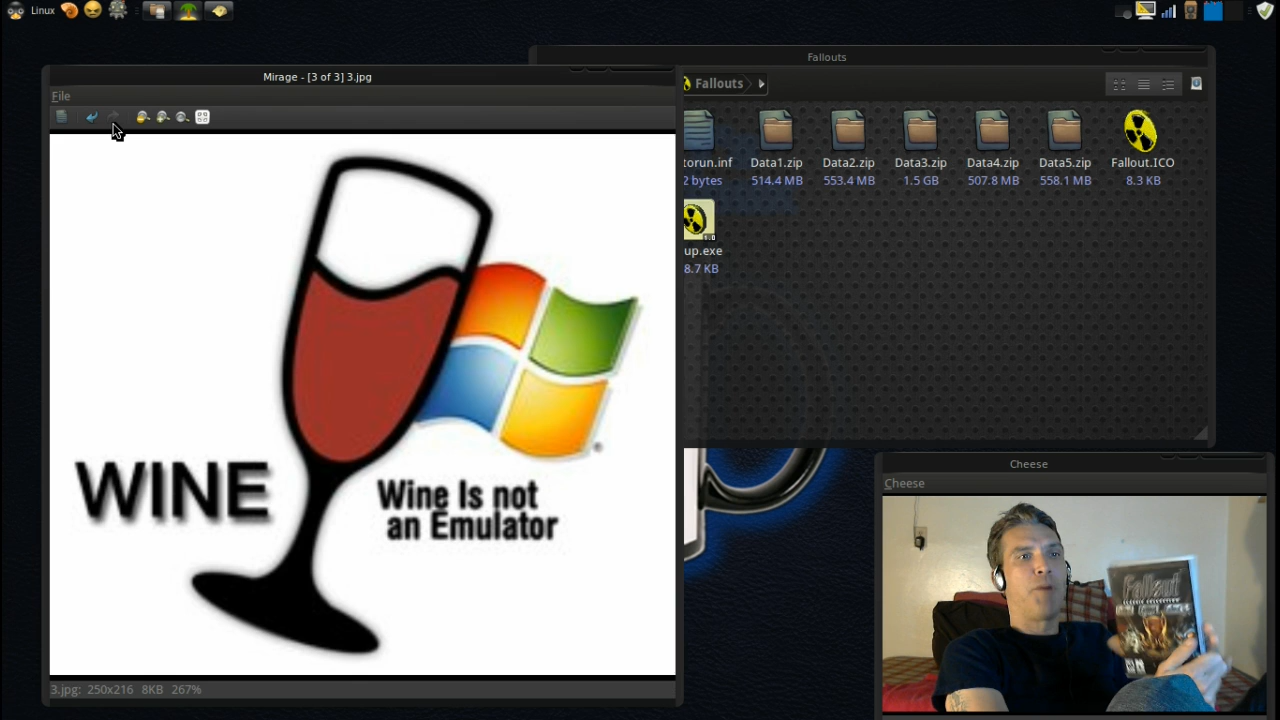 Linux
Fallouts
Mirage - [3 of 3] 3.jpg
File
Fallouts
torun.inf
Data1.zip
Data2.zip
Data3.zip
Data4.zip
Data5.zip
Fallout.ICO
2 bytes
514.4 MB
553.4 MB
1.5 GB
507.8 MB
558.1 MB
8.3 KB
up.exe
8.7 KB
WINE
Wine Is not
an Emulator
®
Cheese
Cheese
Fallout
3.jpg: 250x216 8KB 267%